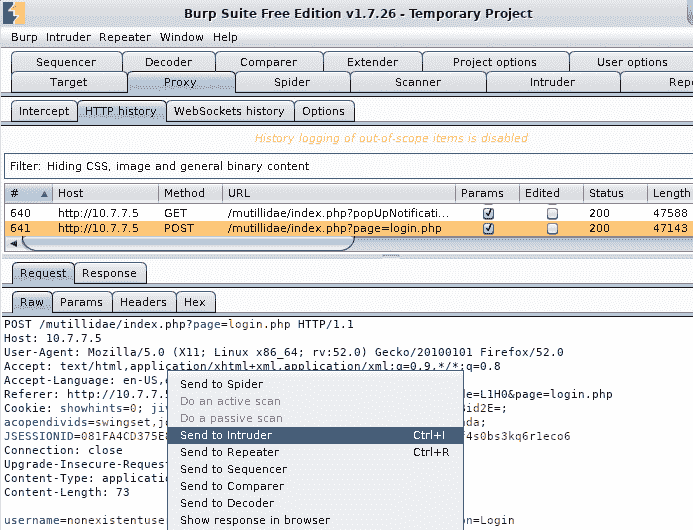 Burp Suite Free Edition v1.7.26 - Temporary Project
Burp Intruder Repeater Window Help
Sequencer Decoder Comparer Extender Project options User options
Target Proxy Spider Scanner Intruder Repe
Intercept HTTP history WebSockets history Options
History logging of out-of-scope items is disabled
Filter: Hiding CSS, image and general binary content
# Host Method URL Params Edited Status Length
640 http://10.7.7.5 GET /mutillidae/index.php?popUpNotificati... 200 47588
641 http://10.7.7.5 POST /mutillidae/index.php?page=login.php 200 47143
Request Response
Raw Params Headers Hex
POST /mutillidae/index.php?page=login.php HTTP/1.1
Host: 10.7.7.5
User-Agent: Mozilla/5.0 (X11; Linux x86_64; rv:52.0) Gecko/20100101 Firefox/52.0
Accept: text/html,application/xhtml+xml,application/xml;q=0.9,*/*;q=0.8
Accept-Language: en-US,
Referer: http://10.7.7.5 de=L1H0&page=login.php
Cookie: showhints=0; ji id2E=;
acopendivids=swingset,j da;
JSESSIONID=081FA4CD375E 4s0bs3kq6r1eco6
Connection: close
Upgrade-Insecure-Reques
Content-Type: applicati
Content-Length: 73
username=nonexistentuse on=Login
Send to Spider
Do an active scan
Do a passive scan
Send to Intruder Ctrl+I
Send to Repeater Ctrl+R
Send to Sequencer
Send to Comparer
Send to Decoder
Show response in browser